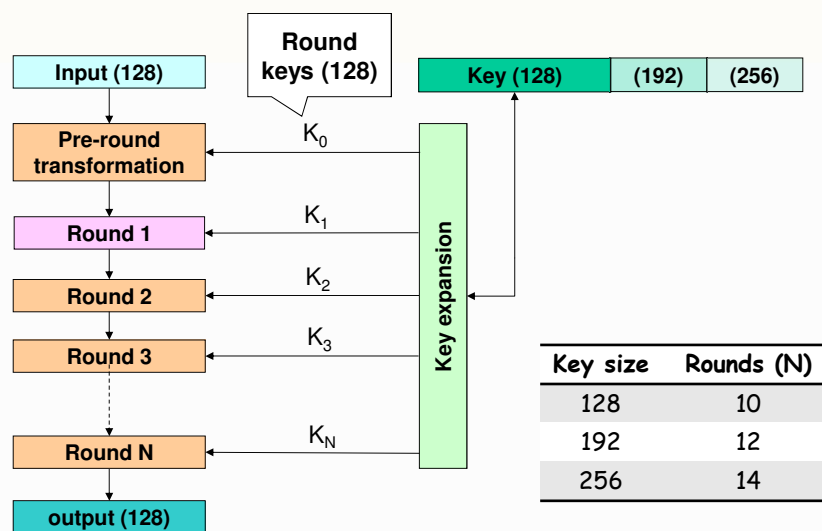 Round
keys (128)
Input (128)
Key (128) (192) (256)
Pre-round
transformation
K0
Round 1
K1
Round 2
K2
Round 3
K3
Key expansion
Round N
KN
output (128)
Key size Rounds (N)
128 10
192 12
256 14